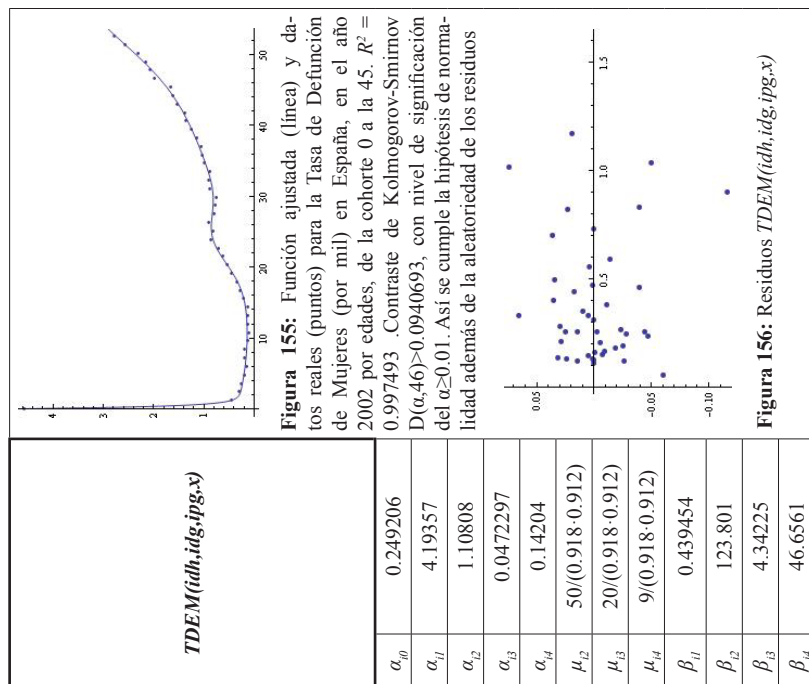 TDEM(idh,idg,ipg,x)
α_{i0} 0.249206
α_{i1} 4.19357
α_{i2} 1.10808
α_{i3} 0.0472297
α_{i4} 0.14204
μ_{i2} 50/(0.918·0.912)
μ_{i3} 20/(0.918·0.912)
μ_{i4} 9/(0.918·0.912)
β_{i1} 0.439454
β_{i2} 123.801
β_{i3} 4.34225
β_{i4} 46.6561
4
3
2
1
10 20 30 40 50
Figura 155: Función ajustada (línea) y da-
tos reales (puntos) para la Tasa de Defunción
de Mujeres (por mil) en España, en el año
2002 por edades, de la cohorte 0 a la 45. R² =
0.997493 .Contraste de Kolmogorov-Smirnov
D(α,46)>0.0940693, con nivel de significación
del α≥0.01. Así se cumple la hipótesis de norma-
lidad además de la aleatoriedad de los residuos
0.05
0.5 1.0 1.5
-0.05
-0.10
Figura 156: Residuos TDEM(idh,idg,ipg,x)